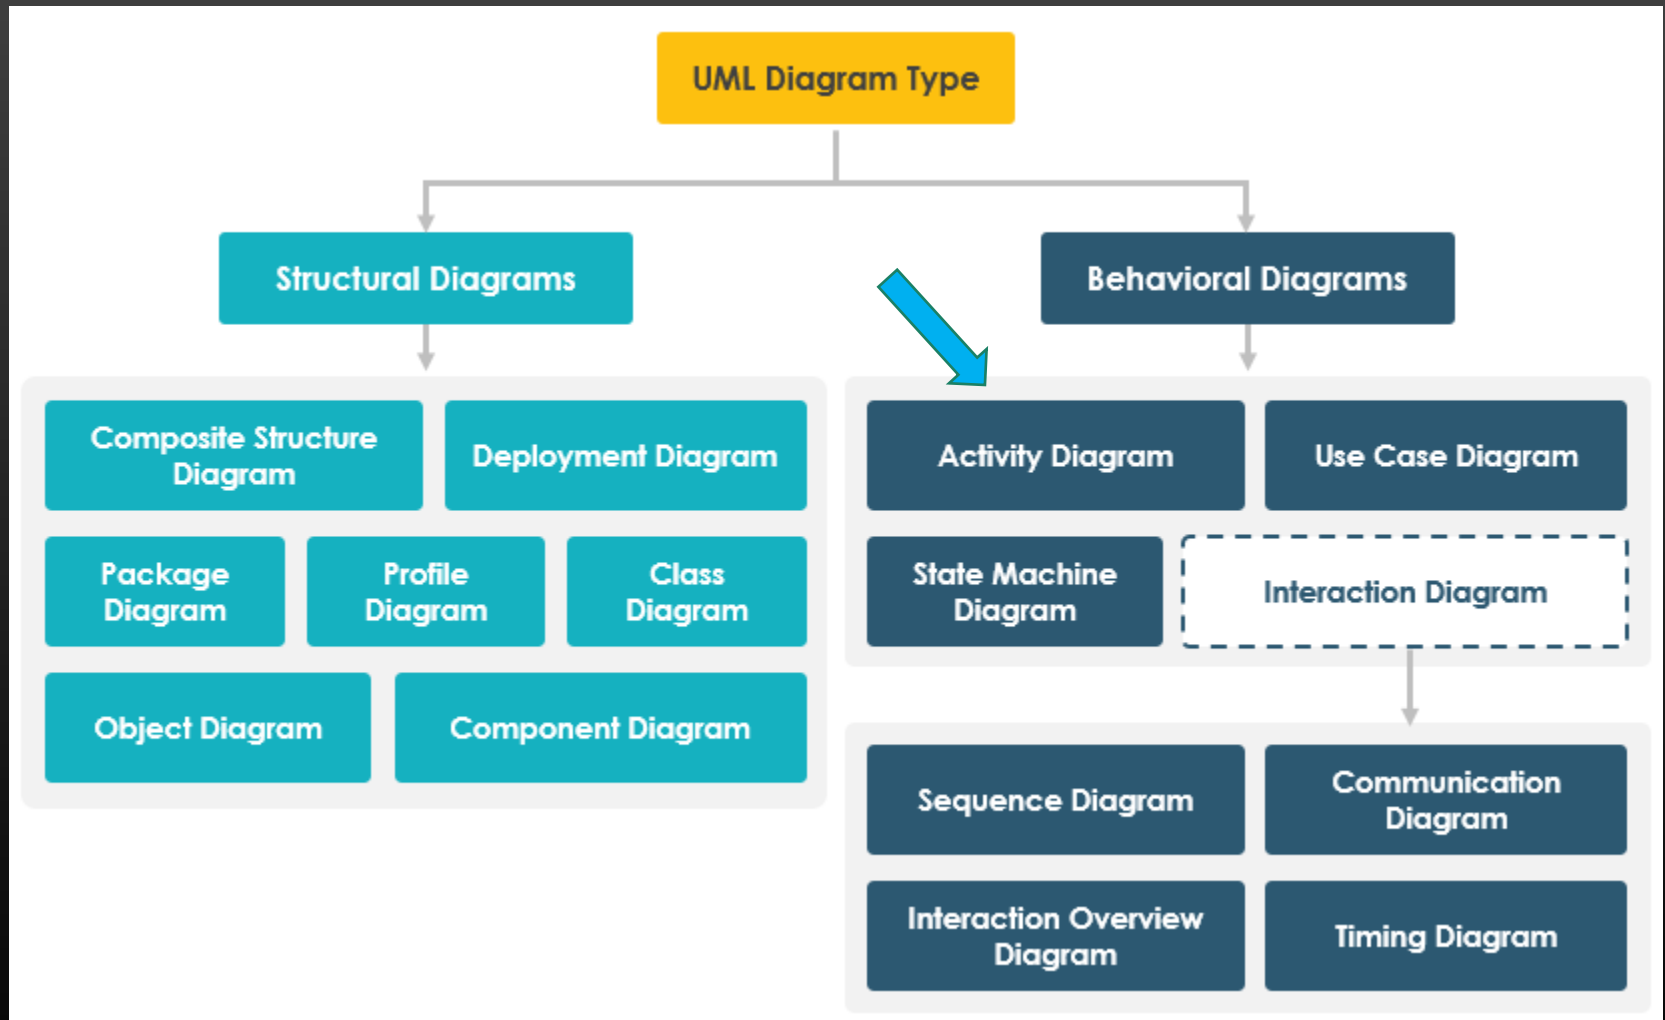 UML Diagram Type
Structural Diagrams
Behavioral Diagrams
Composite Structure
Diagram
Deployment Diagram
Package
Diagram
Profile
Diagram
Class
Diagram
Object Diagram
Component Diagram
Activity Diagram
Use Case Diagram
State Machine
Diagram
Interaction Diagram
Sequence Diagram
Communication
Diagram
Interaction Overview
Diagram
Timing Diagram